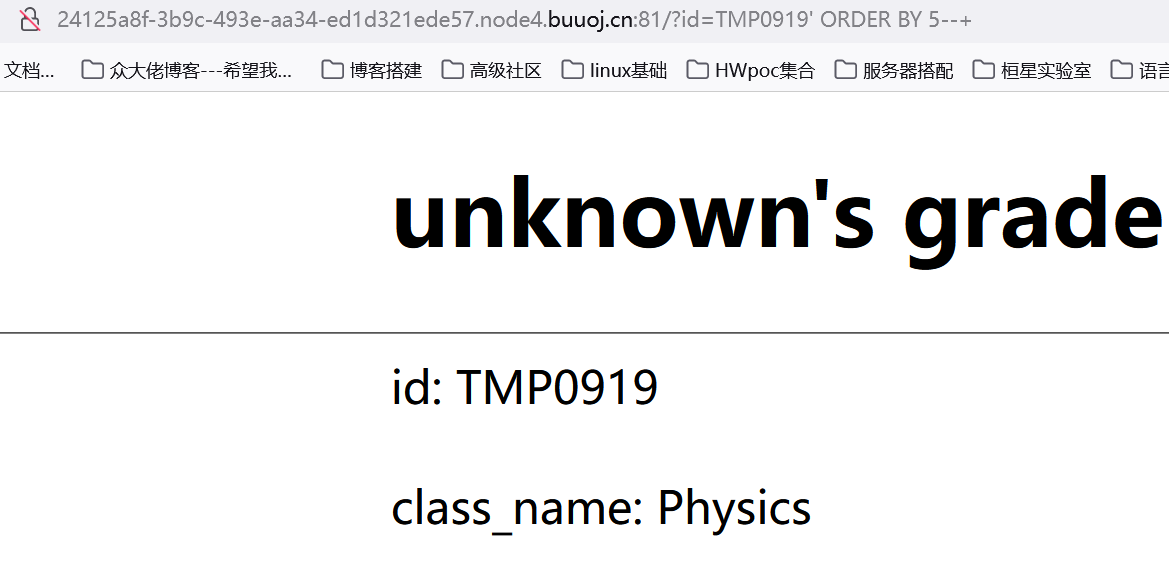 24125a8f-3b9c-493e-aa34-ed1d321ede57.node4.buuoj.cn:81/?id=TMP0919' ORDER BY 5--+
文档... 众大佬博客---希望我... 博客搭建 高级社区 linux基础 HWpoc集合 服务器搭配 桓星实验室 语言
unknown's grade
id: TMP0919
class_name: Physics